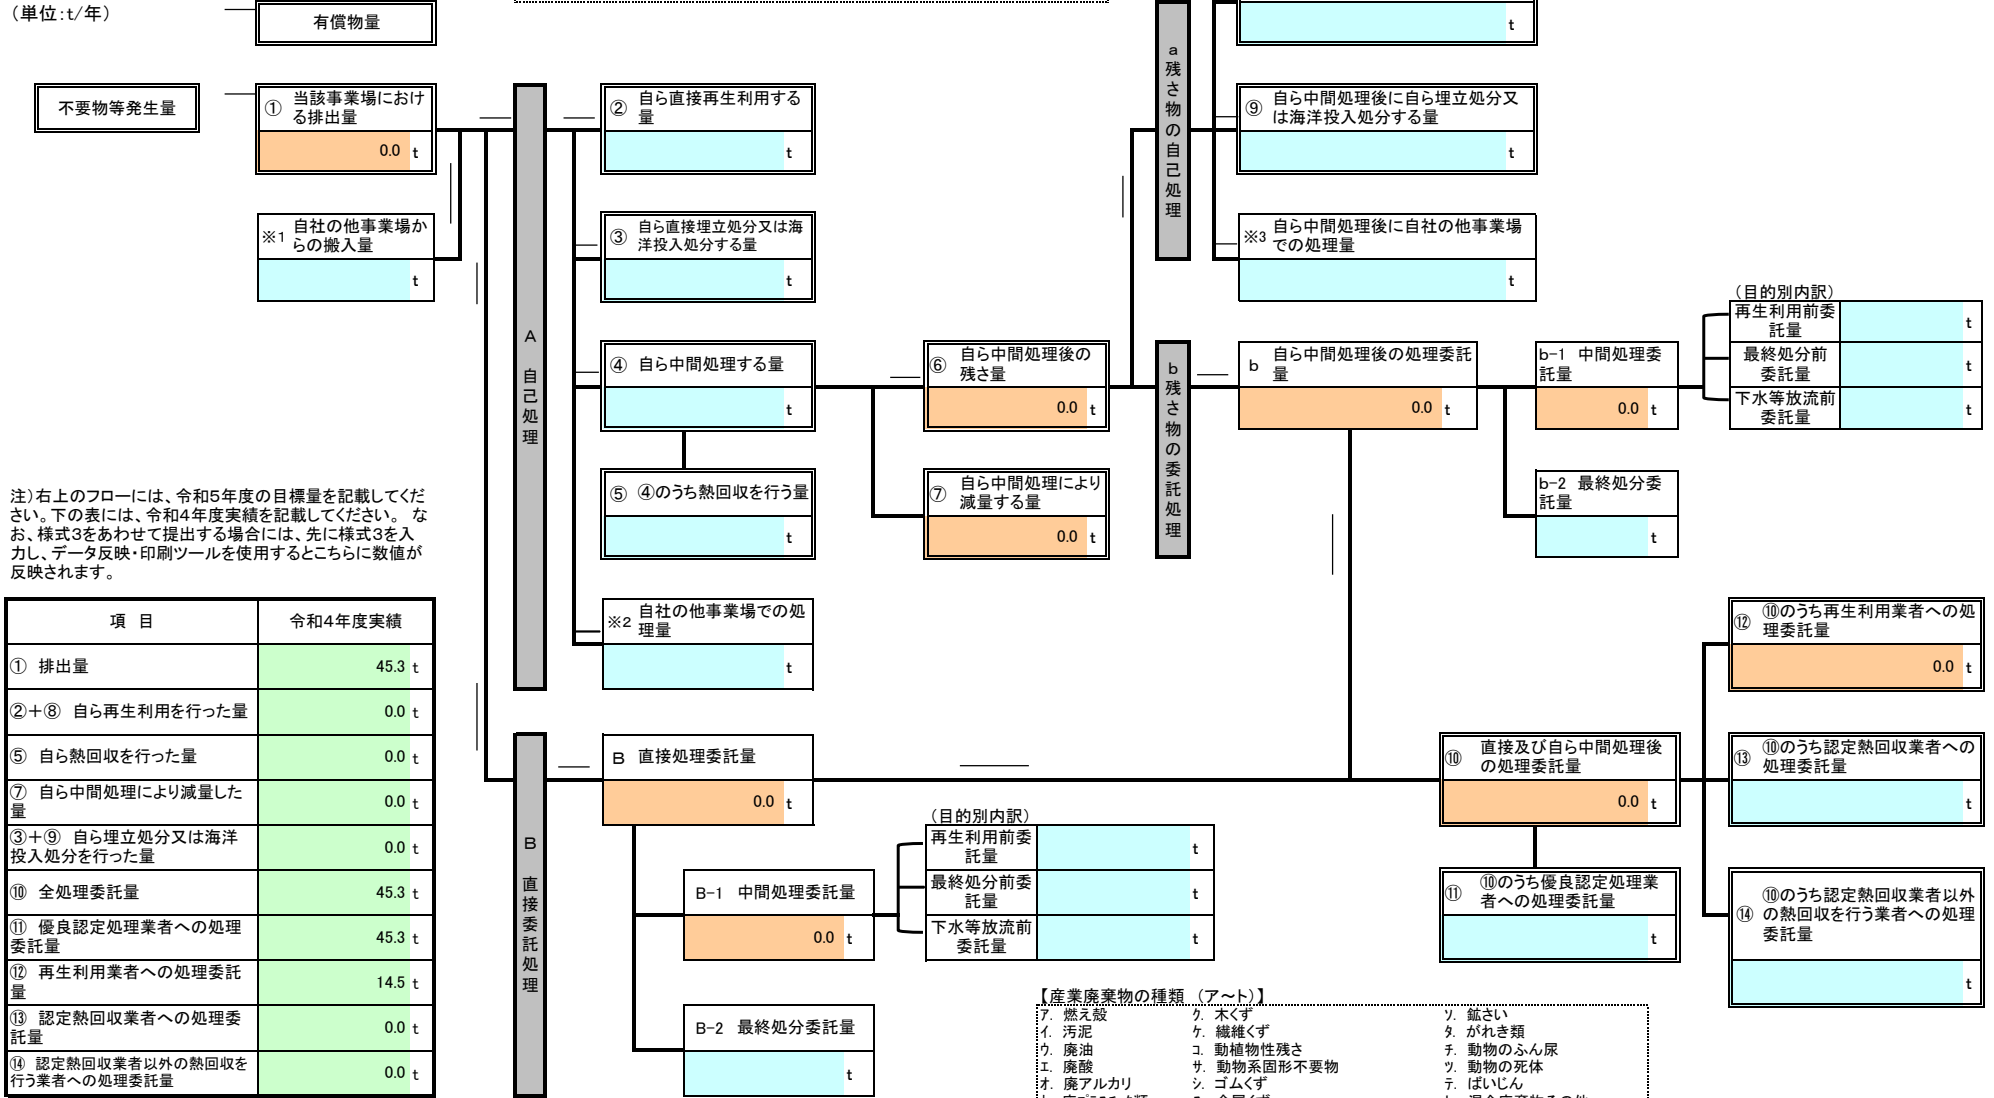 (単位:t/年)
有償物量
t
不要物等発生量
① 当該事業場におけ
る排出量
0.0 t
※1 自社の他事業場か
らの搬入量
t
A 自己処理
② 自ら直接再生利用する
量
t
③ 自ら直接埋立処分又は海
洋投入処分する量
t
④ 自ら中間処理する量
t
⑤ ④のうち熱回収を行う量
t
※2 自社の他事業場での処
理量
t
⑥ 自ら中間処理後の
残さ量
0.0 t
⑦ 自ら中間処理により
減量する量
0.0 t
a 残さ物の自己処理
⑨ 自ら中間処理後に自ら埋立処分又
は海洋投入処分する量
t
※3 自ら中間処理後に自社の他事業場
での処理量
t
b 残さ物の委託処理
b 自ら中間処理後の処理委託
量
0.0 t
b-1 中間処理委
託量
0.0 t
b-2 最終処分委
託量
t
(目的別内訳)
再生利用前委
託量
t
最終処分前
委託量
t
下水等放流前
委託量
t
注)右上のフローには、令和5年度の目標量を記載してくだ
さい。下の表には、令和4年度実績を記載してください。 な
お、様式3をあわせて提出する場合には、先に様式3を入
力し、データ反映・印刷ツールを使用するとこちらに数値が
反映されます。
項 目 令和4年度実績
① 排出量 45.3 t
②+⑧ 自ら再生利用を行った量 0.0 t
⑤ 自ら熱回収を行った量 0.0 t
⑦ 自ら中間処理により減量した
量 0.0 t
③+⑨ 自ら埋立処分又は海洋
投入処分を行った量 0.0 t
⑩ 全処理委託量 45.3 t
⑪ 優良認定処理業者への処理
委託量 45.3 t
⑫ 再生利用業者への処理委託
量 14.5 t
⑬ 認定熱回収業者への処理委
託量 0.0 t
⑭ 認定熱回収業者以外の熱回収を
行う業者への処理委託量 0.0 t
B 直接委託処理
B 直接処理委託量
0.0 t
B-1 中間処理委託量
0.0 t
B-2 最終処分委託量
t
(目的別内訳)
再生利用前委
託量
t
最終処分前委
託量
t
下水等放流前
委託量
t
⑩ 直接及び自ら中間処理後
の処理委託量
0.0 t
⑪ ⑩のうち優良認定処理業
者への処理委託量
t
⑫ ⑩のうち再生利用業者への処
理委託量
0.0 t
⑬ ⑩のうち認定熱回収業者への
処理委託量
t
⑭ ⑩のうち認定熱回収業者以外
の熱回収を行う業者への処理
委託量
t
【産業廃棄物の種類 (ア~ト)】
ア. 燃え殻 ク. 木くず ソ. 鉱さい
イ. 汚泥 ケ. 繊維くず タ. がれき類
ウ. 廃油 コ. 動植物性残さ チ. 動物のふん尿
エ. 廃酸 サ. 動物系固形不要物 ツ. 動物の死体
オ. 廃アルカリ シ. ゴムくず テ. ばいじん